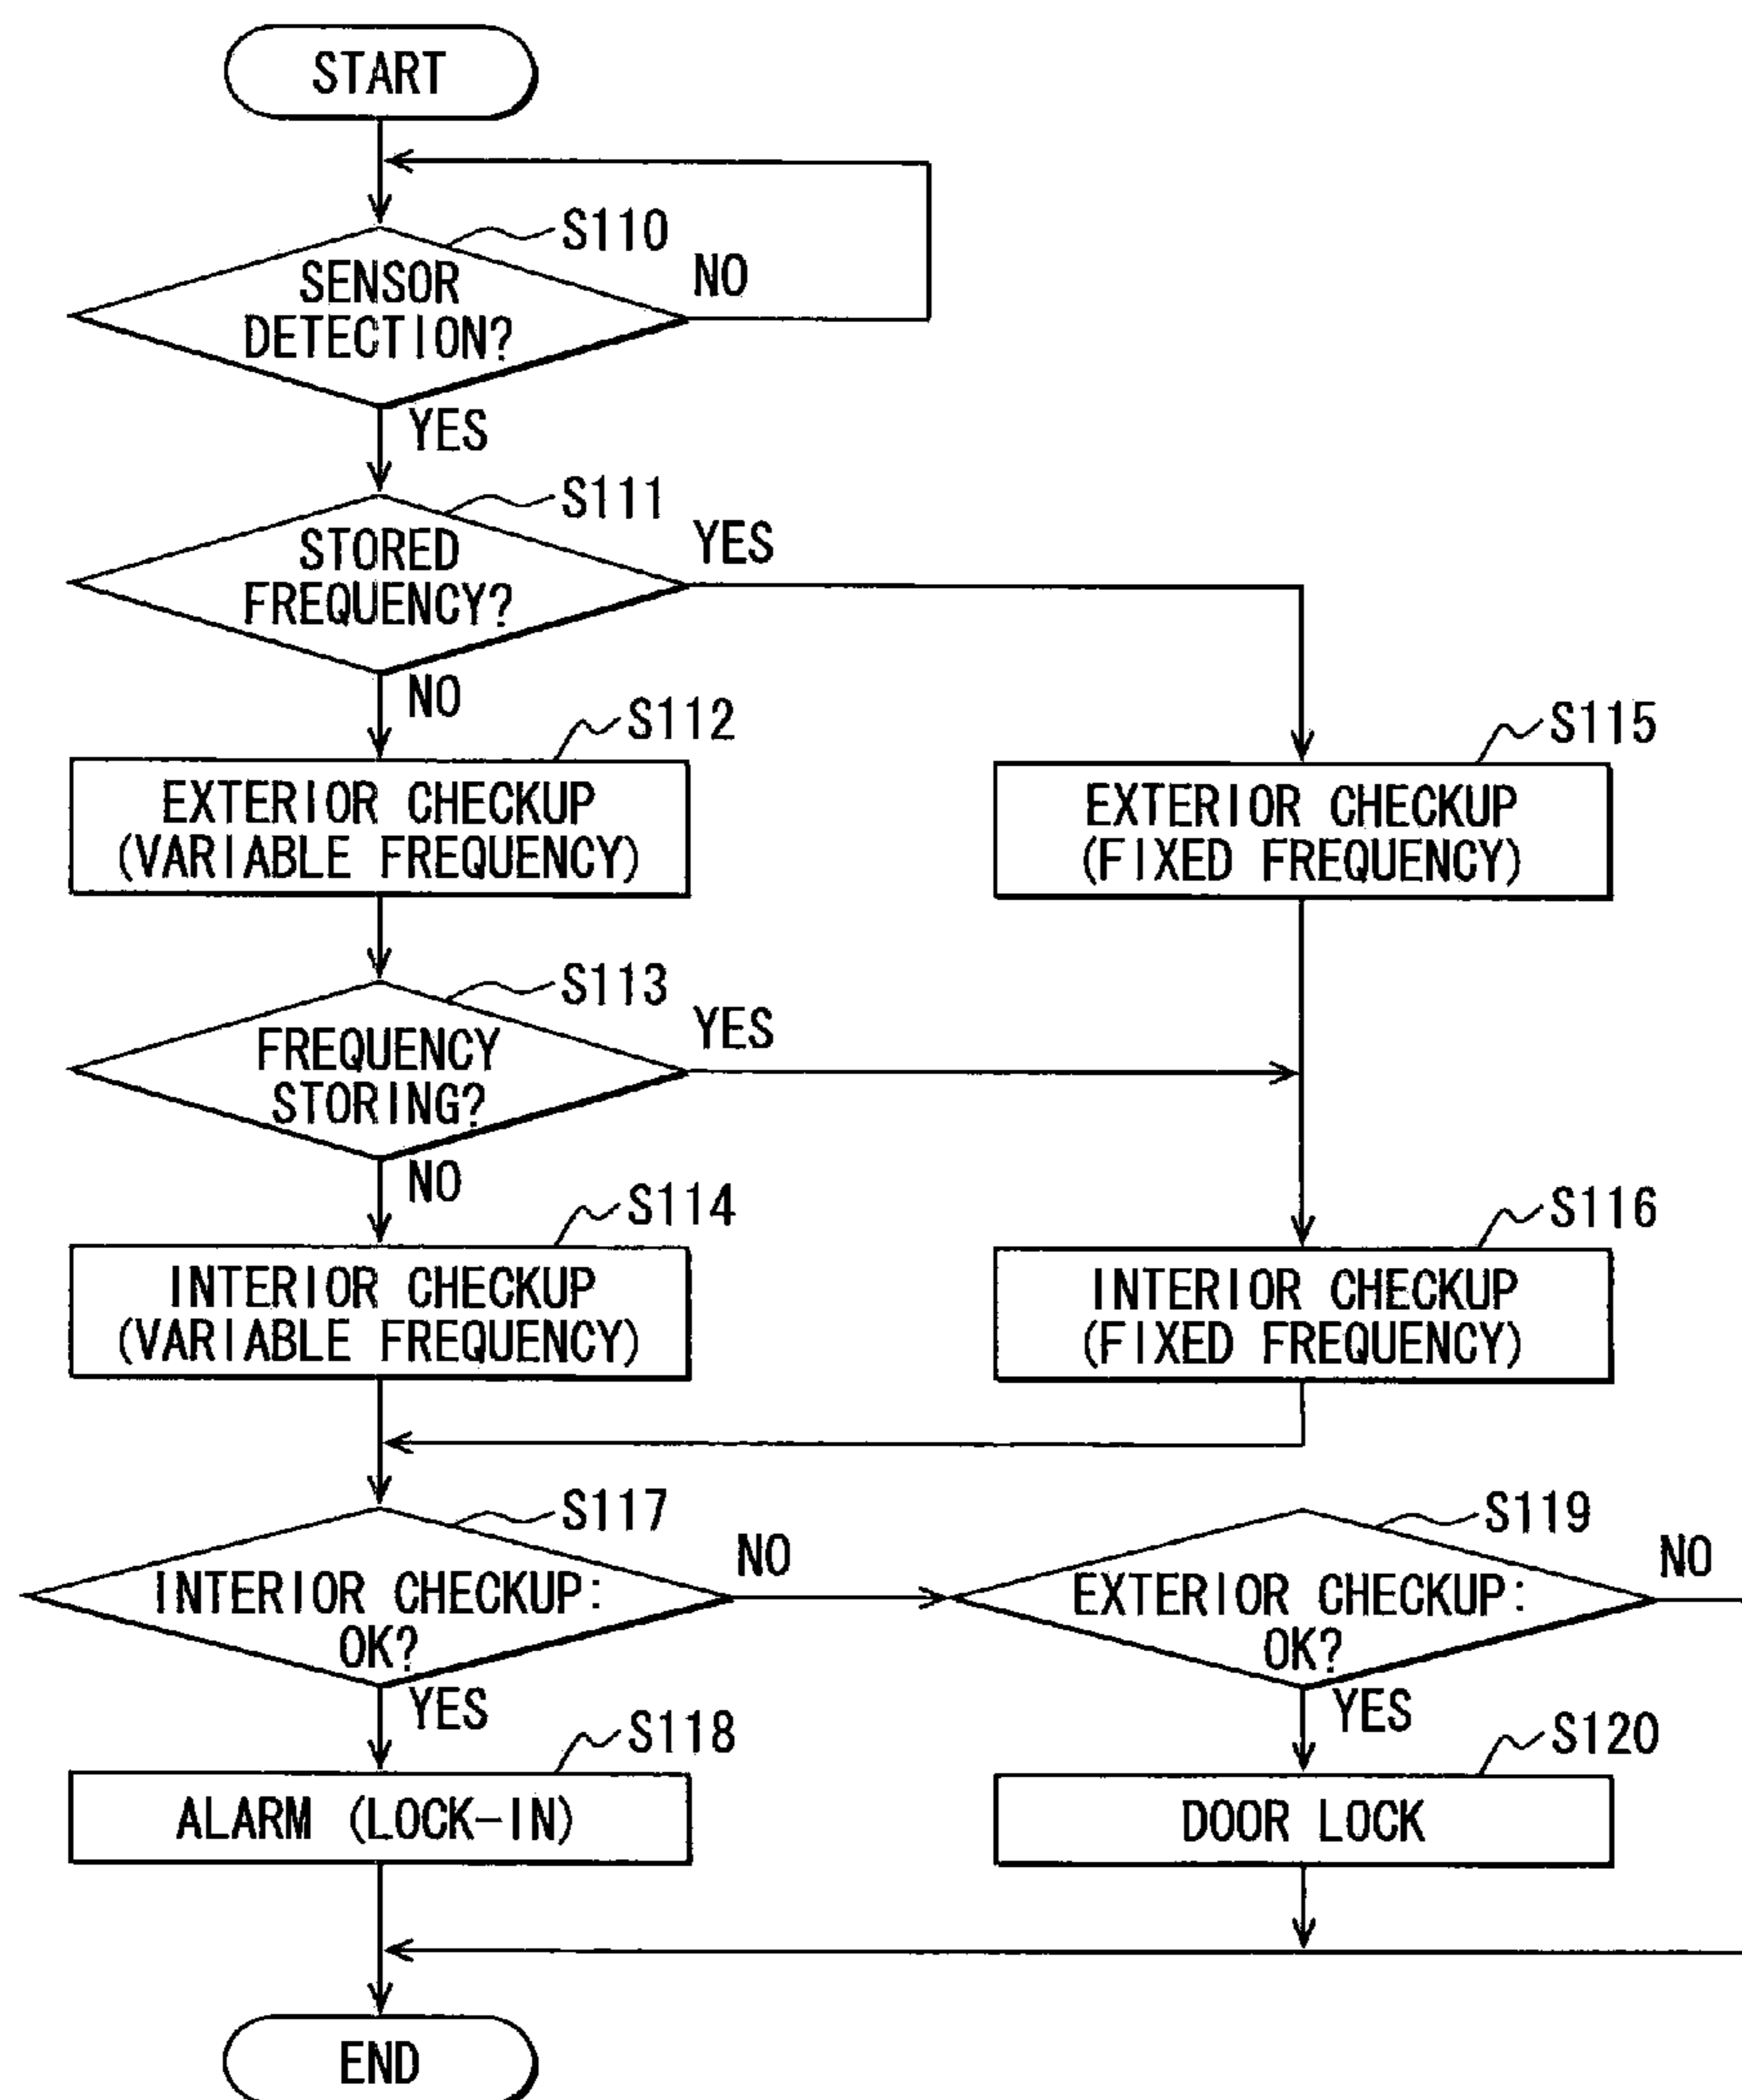 START
S110
SENSOR
DETECTION?
NO
YES
S111
STORED
FREQUENCY?
YES
NO
S112
EXTERIOR CHECKUP
(VARIABLE FREQUENCY)
S115
EXTERIOR CHECKUP
(FIXED FREQUENCY)
S113
FREQUENCY
STORING?
YES
NO
S114
INTERIOR CHECKUP
(VARIABLE FREQUENCY)
S116
INTERIOR CHECKUP
(FIXED FREQUENCY)
S117
INTERIOR CHECKUP:
OK?
NO
YES
S119
EXTERIOR CHECKUP:
OK?
NO
YES
S118
ALARM (LOCK-IN)
S120
DOOR LOCK
END